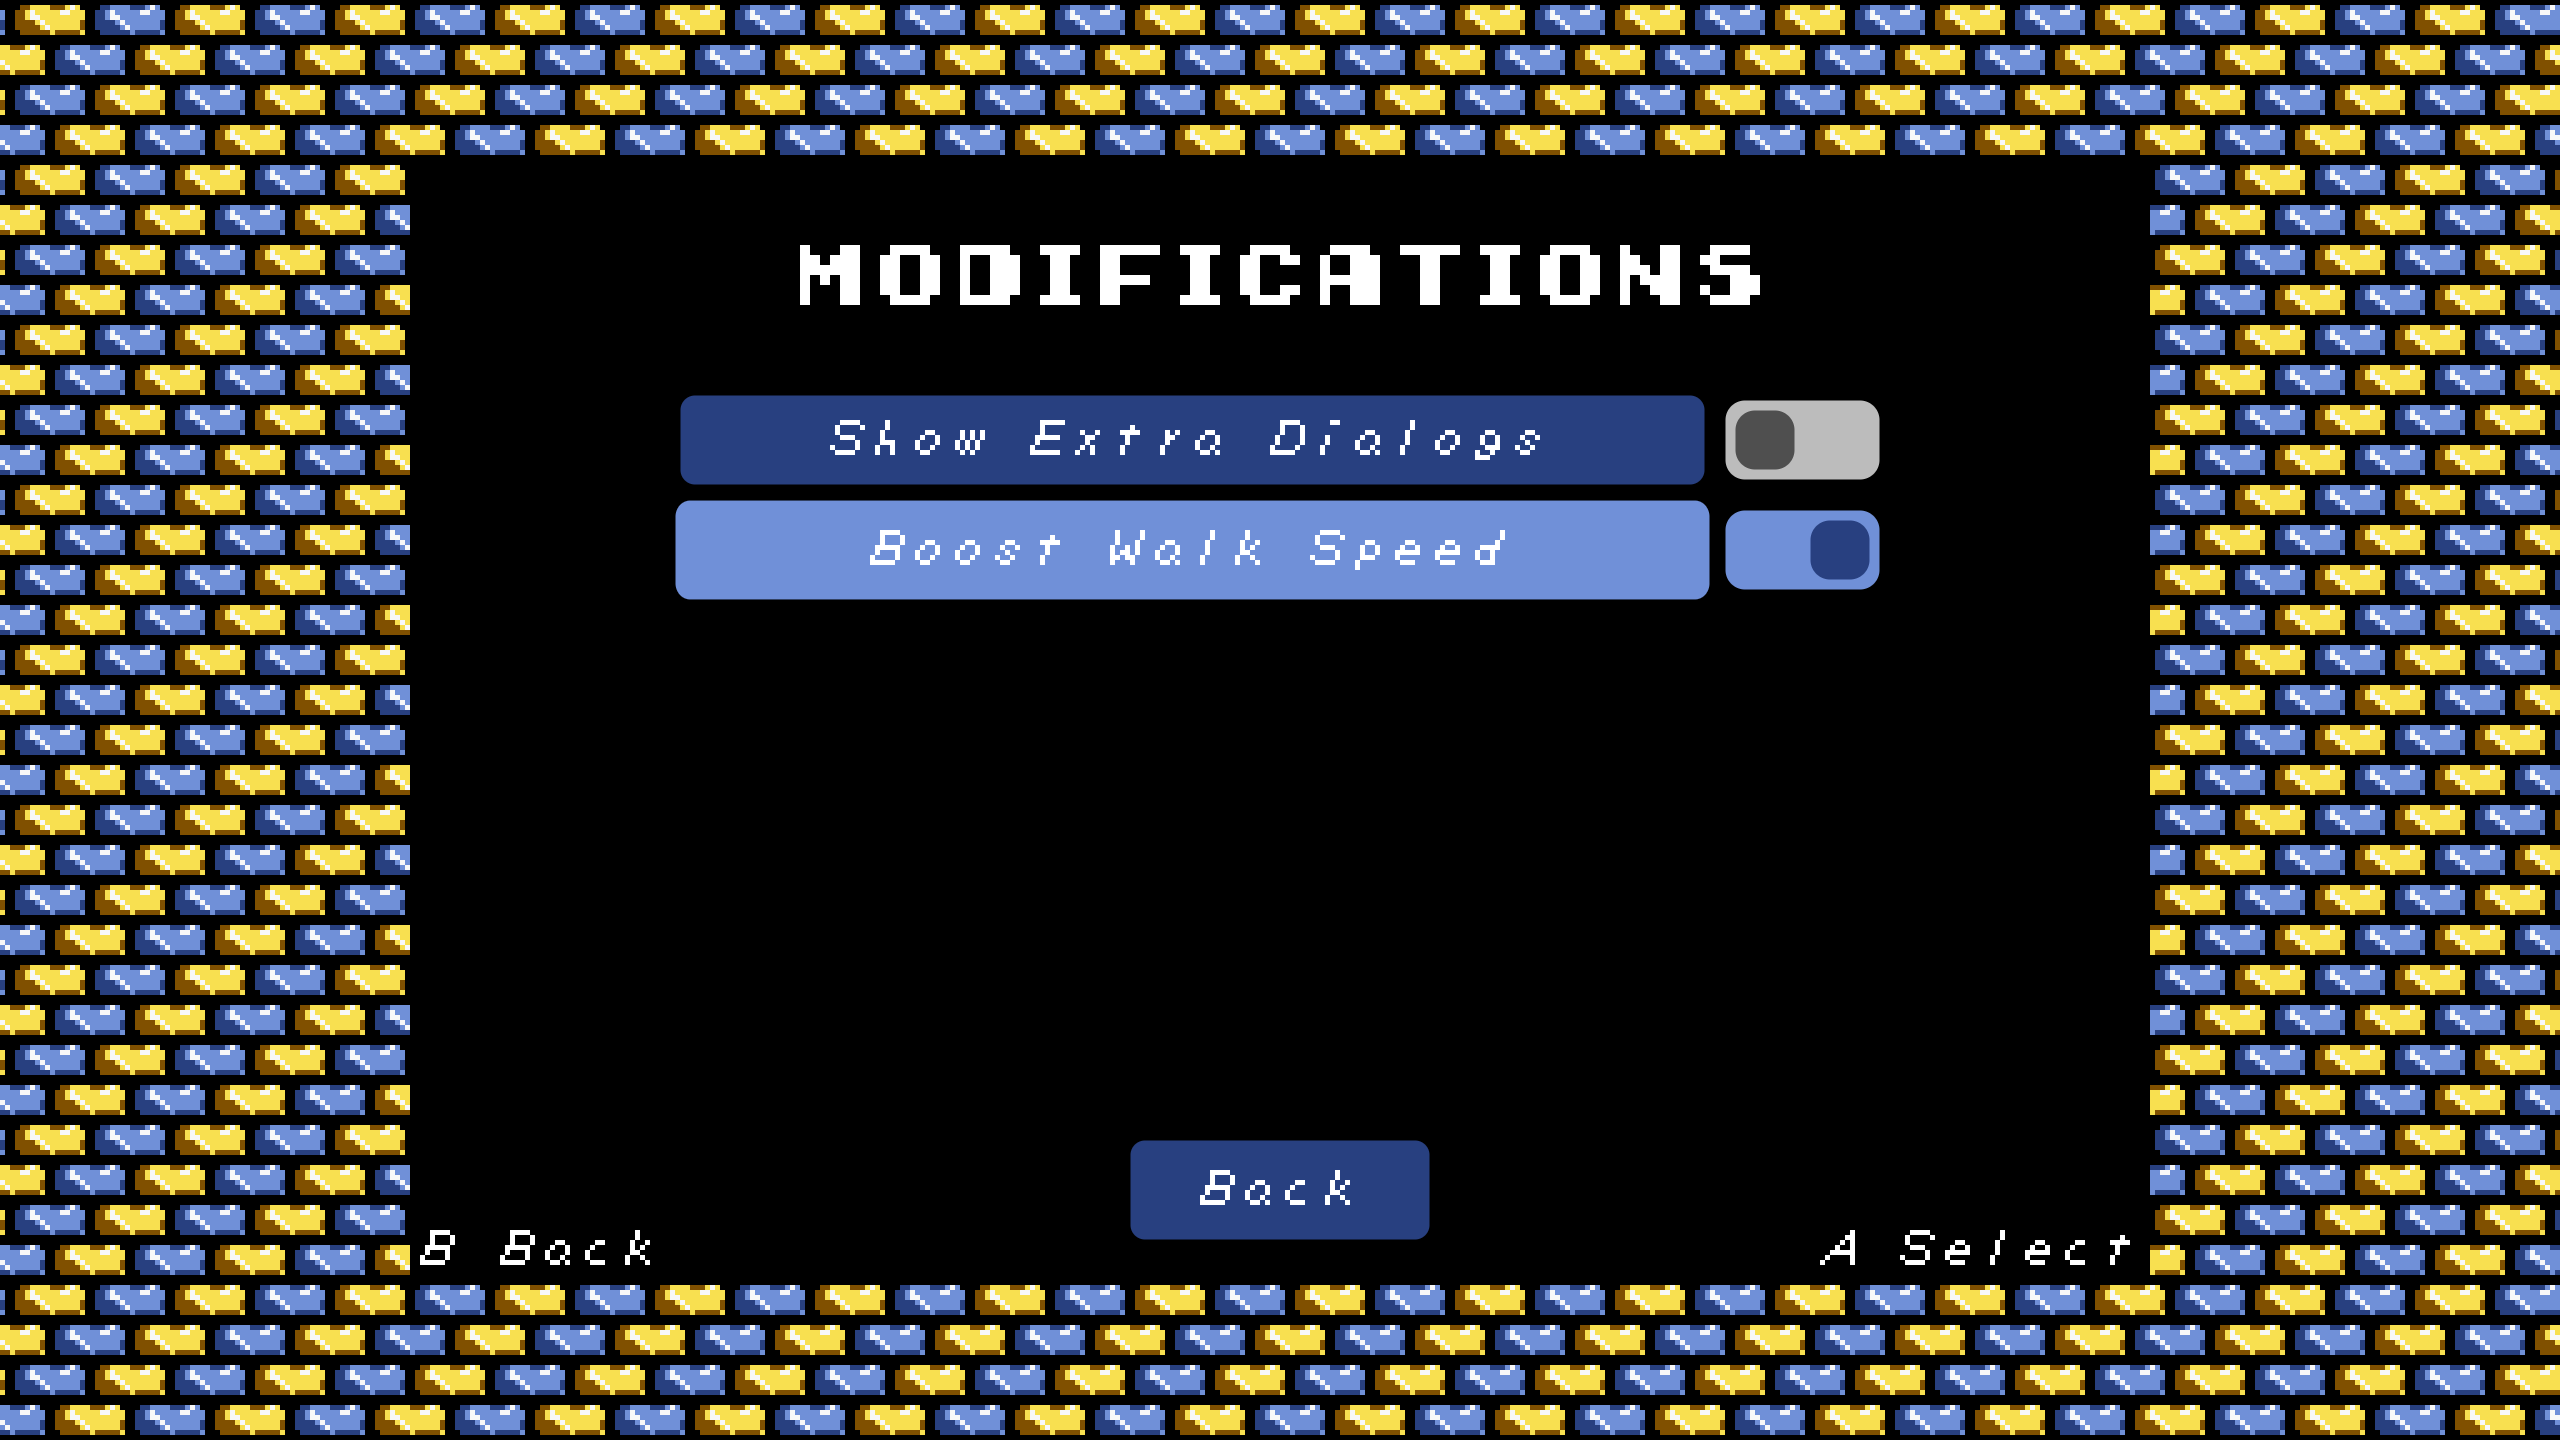 MODIFICATIONS
Show Extra Dialogs
Boost Walk Speed
Back
B Back
A Select